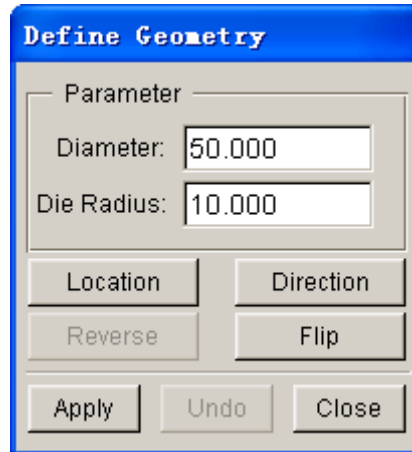 Define Geometry
Parameter
Diameter: 50.000
Die Radius: 10.000
Location Direction
Reverse Flip
Apply Undo Close